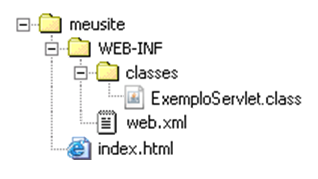 meusite
WEB-INF
classes
ExemploServlet.class
web.xml
index.html